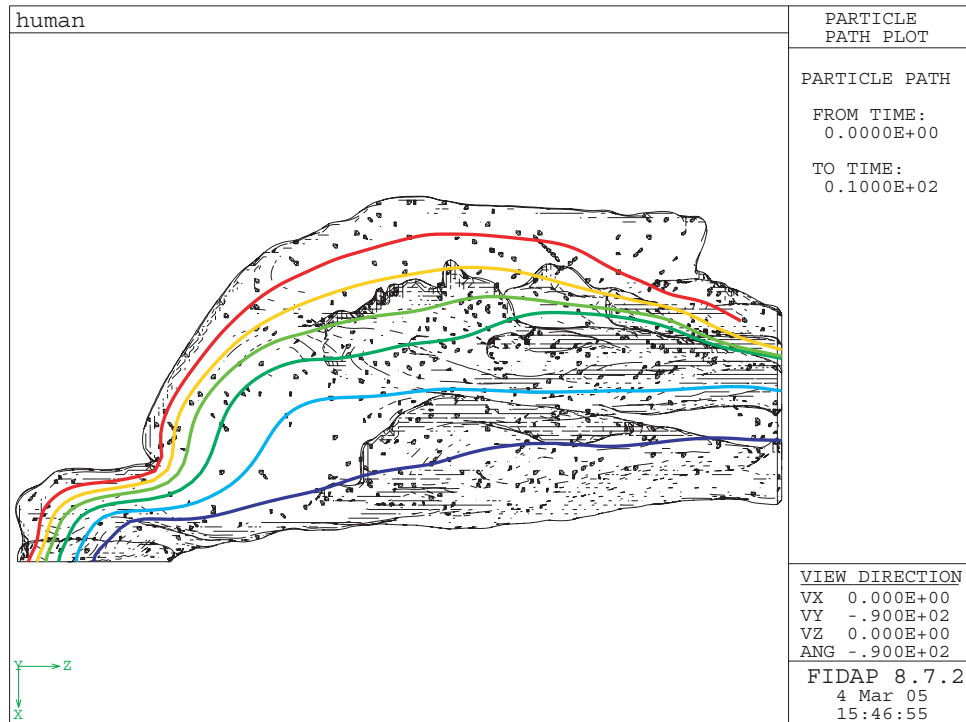 human
PARTICLE
PATH PLOT
PARTICLE PATH
FROM TIME:
0.0000E+00
TO TIME:
0.1000E+02
VIEW DIRECTION
VX 0.000E+00
VY -.900E+02
VZ 0.000E+00
ANG -.900E+02
FIDAP 8.7.2
4 Mar 05
15:46:55
Y
Z
X